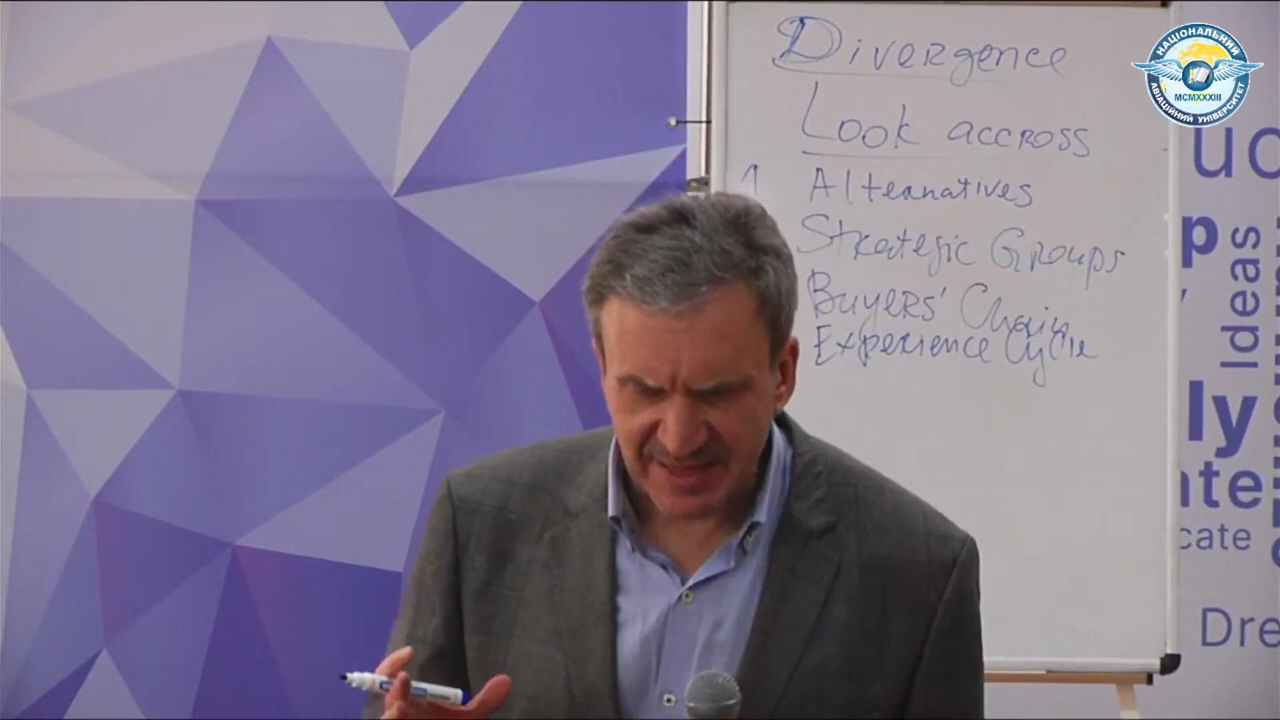 Divergence
Look accross
1 Alternatives
Strategic Groups
Buyers' Chain
Experience Cycle
НАЦІОНАЛЬНИЙ
АВІАЦІЙНИЙ УНІВЕРСИТЕТ
MCMXXXIII
uc
p
Ideas
ly
nte
cate
Dre